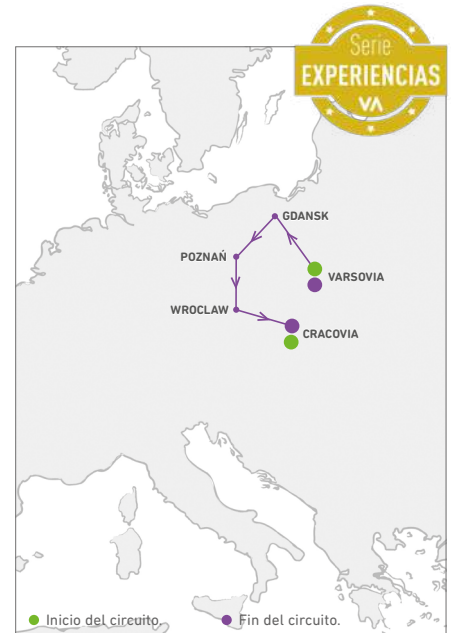 Serie
EXPERIENCIAS
VA
GDANSK
POZNAŃ
VARSOVIA
WROCLAW
CRACOVIA
Inicio del circuito.
Fin del circuito.